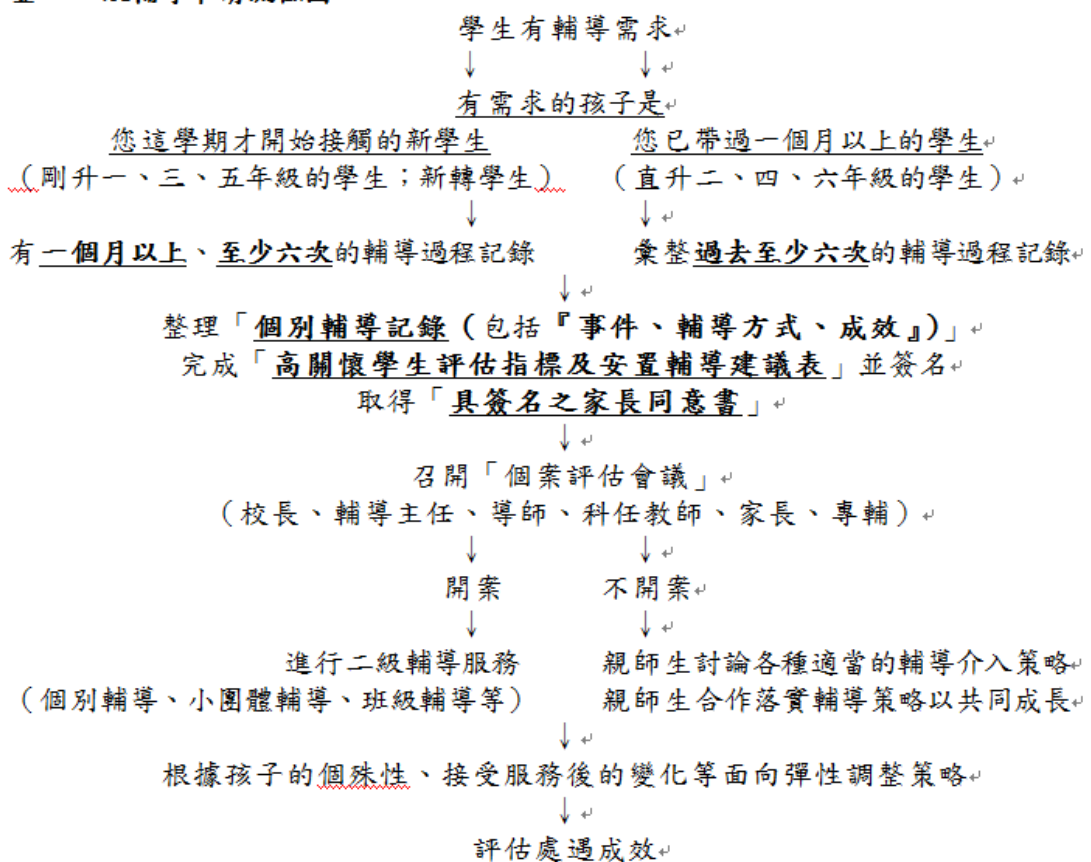 學生有輔導需求
↓ ↓
有需求的孩子是
您這學期才開始接觸的新學生 您已帶過一個月以上的學生
（剛升一、三、五年級的學生；新轉學生） （直升二、四、六年級的學生）
↓ ↓
有一個月以上、至少六次的輔導過程記錄 彙整過去至少六次的輔導過程記錄
↓
整理「個別輔導記錄（包括『事件、輔導方式、成效』）」
完成「高關懷學生評估指標及安置輔導建議表」並簽名
取得「具簽名之家長同意書」
↓
召開「個案評估會議」
（校長、輔導主任、導師、科任教師、家長、專輔）
↓ ↓
開案 不開案
↓ ↓
進行二級輔導服務 親師生討論各種適當的輔導介入策略
（個別輔導、小團體輔導、班級輔導等） 親師生合作落實輔導策略以共同成長
↓
根據孩子的個殊性、接受服務後的變化等面向彈性調整策略
↓
評估處遇成效